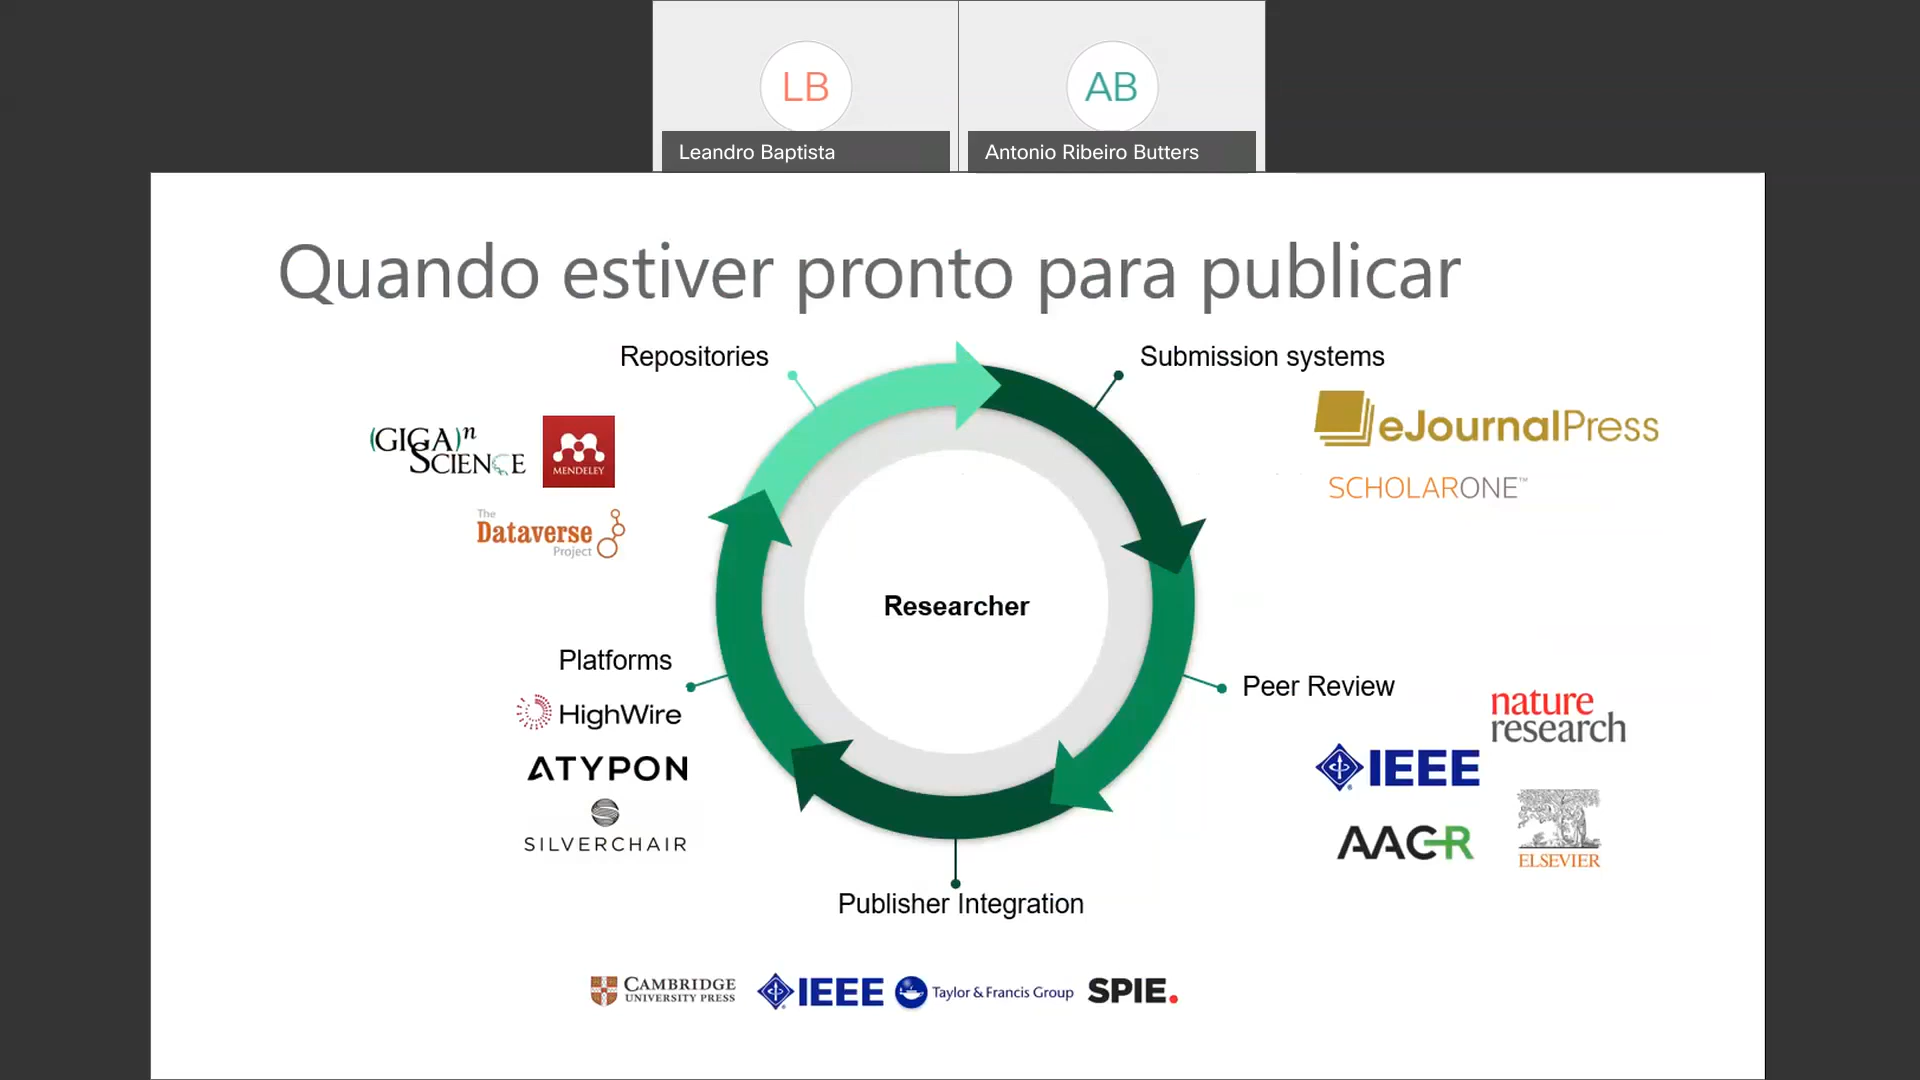 LB
AB
Leandro Baptista
Antonio Ribeiro Butters
Quando estiver pronto para publicar
Repositories
Submission systems
(GIGA)n
SCIENCE
MENDELEY
The
Dataverse
Project
eJournalPress
SCHOLARONE™
Researcher
Platforms
HighWire
ATYPON
SILVERCHAIR
Peer Review
nature
research
IEEE
AACR
ELSEVIER
Publisher Integration
CAMBRIDGE
UNIVERSITY PRESS
IEEE
Taylor & Francis Group
SPIE.